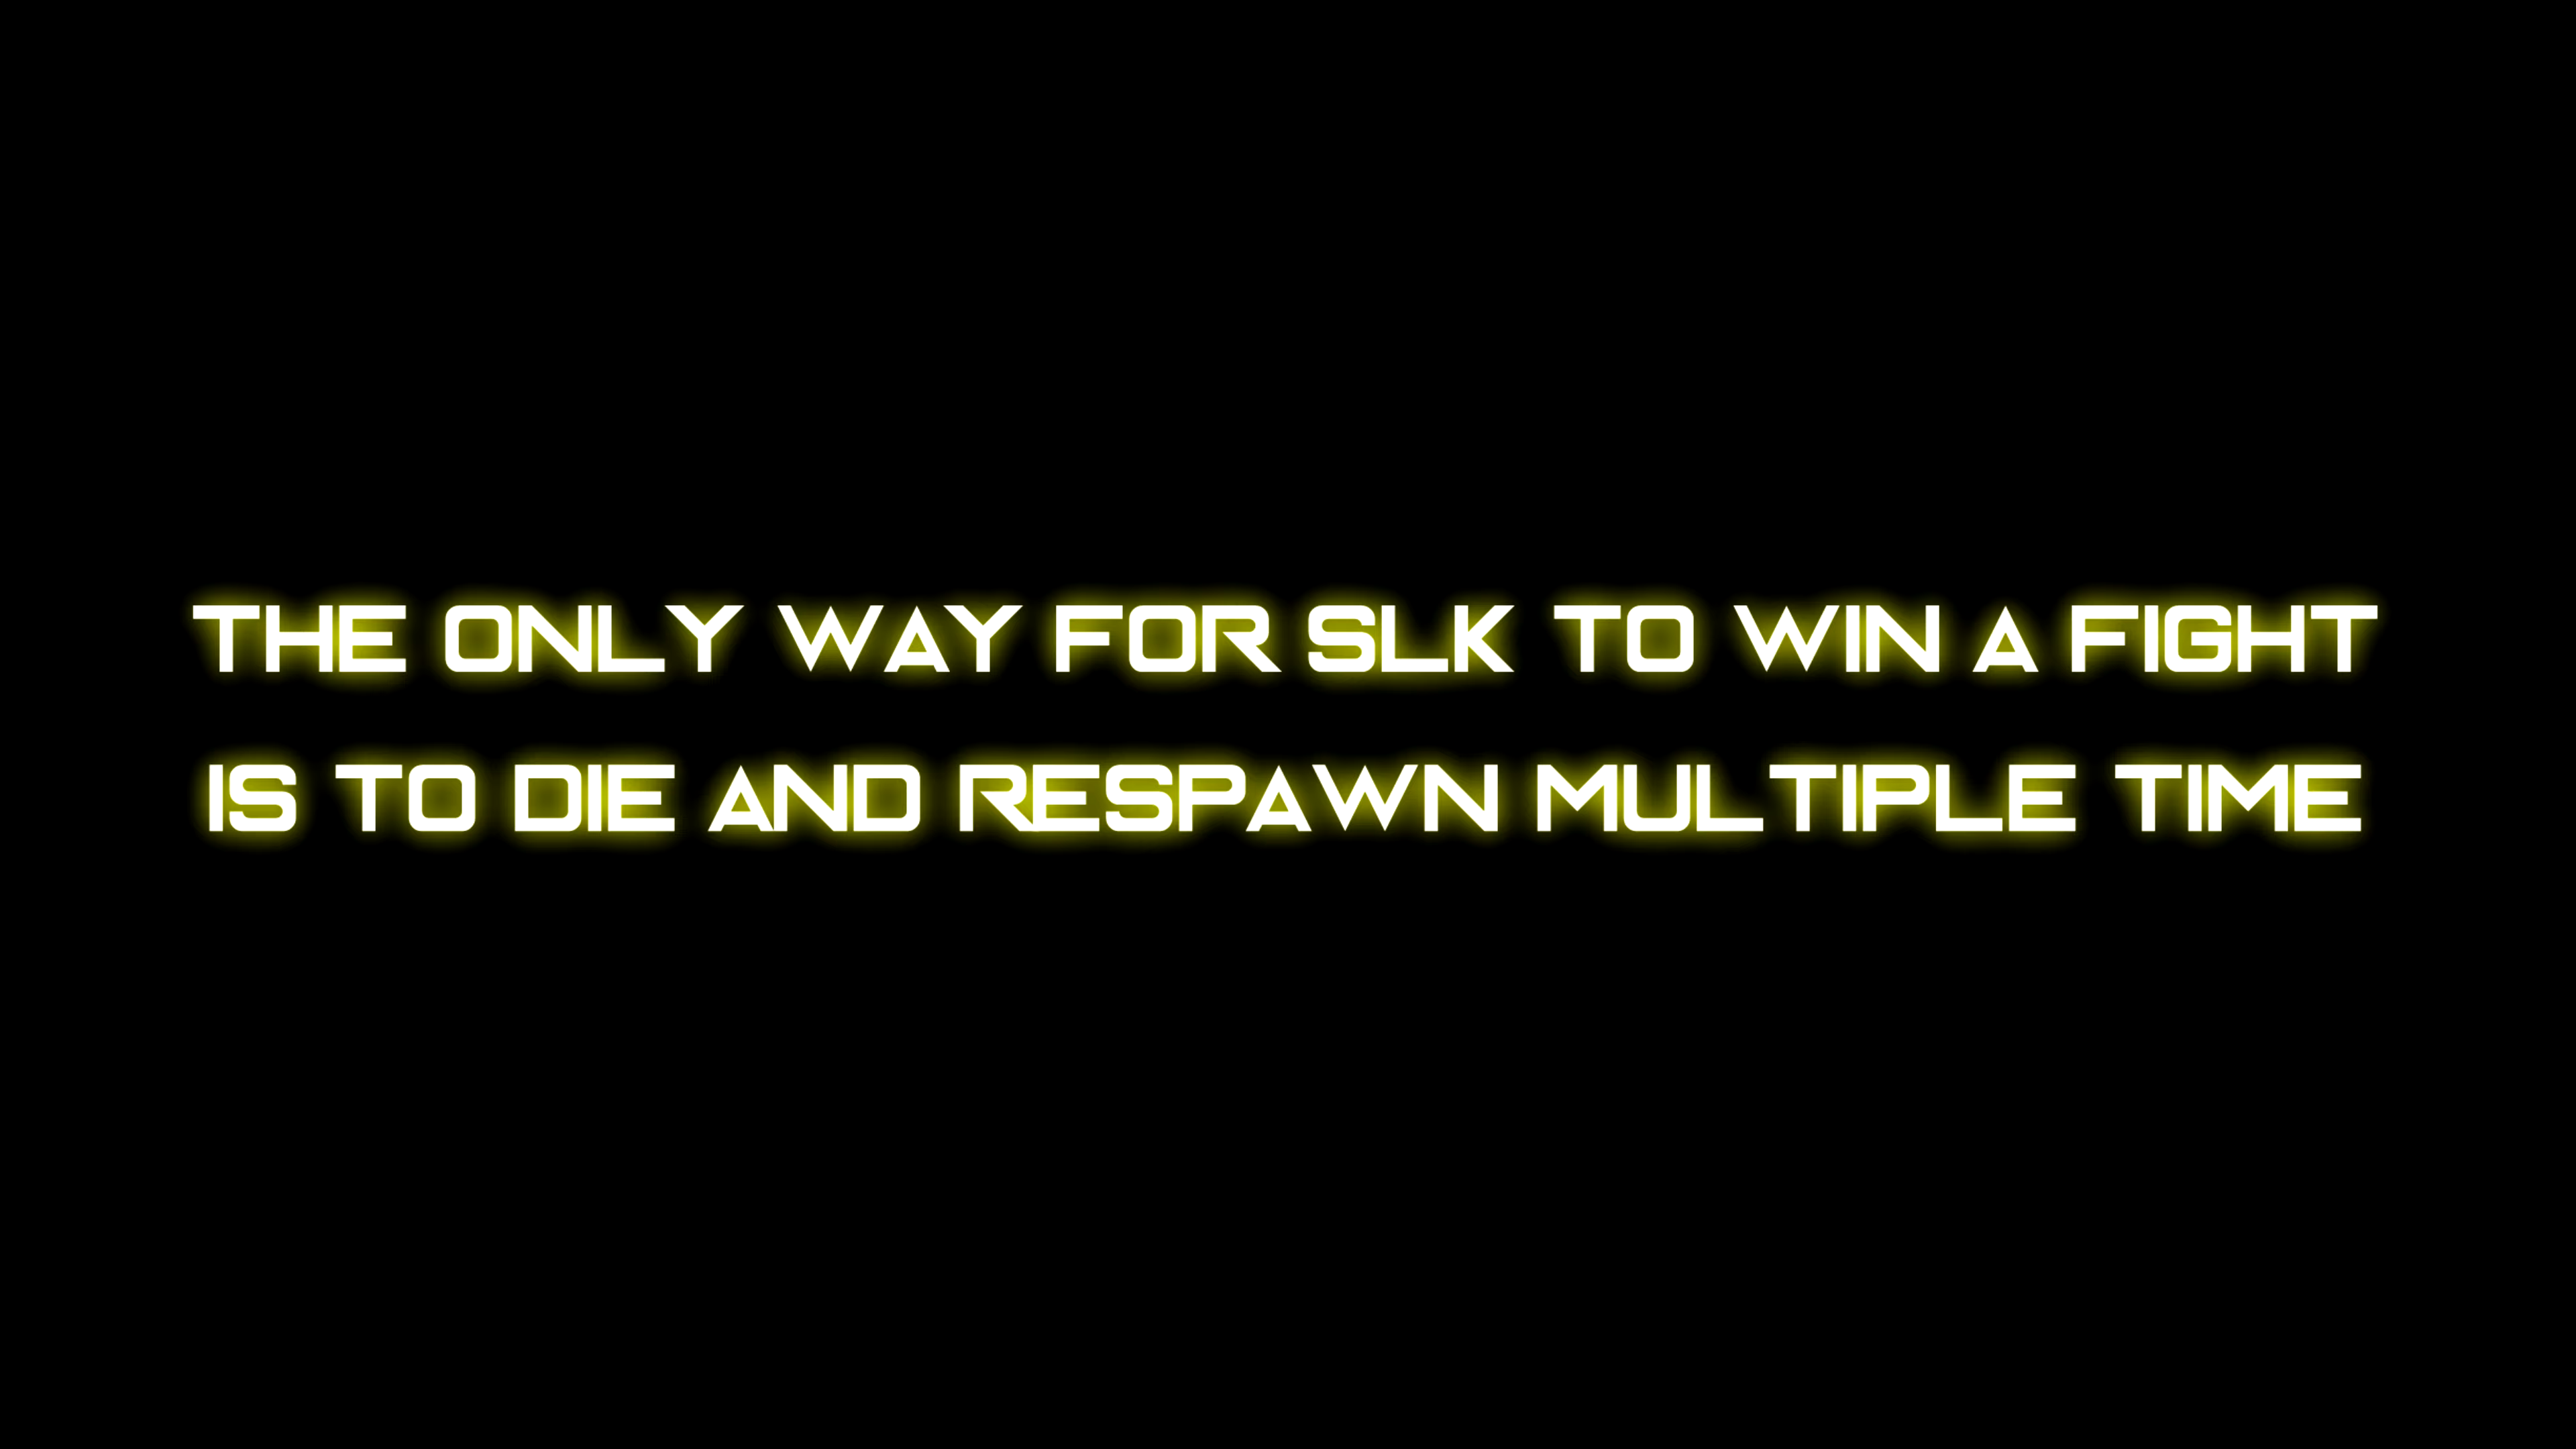 THE ONLY WAY FOR SLK TO WIN A FIGHT
IS TO DIE AND RESPAWN MULTIPLE TIME